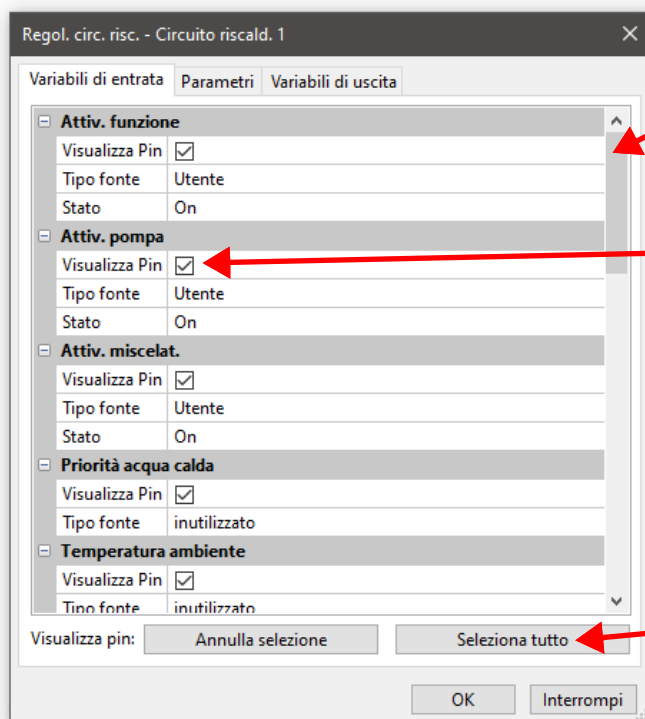 Regol. circ. risc. - Circuito riscald. 1
Variabili di entrata Parametri Variabili di uscita
Attiv. funzione
Visualizza Pin
Tipo fonte Utente
Stato On
Attiv. pompa
Visualizza Pin
Tipo fonte Utente
Stato On
Attiv. miscelat.
Visualizza Pin
Tipo fonte Utente
Stato On
Priorità acqua calda
Visualizza Pin
Tipo fonte inutilizzato
Temperatura ambiente
Visualizza Pin
Tipo fonte inutilizzato
Visualizza pin: Annulla selezione Seleziona tutto
OK Interrompi